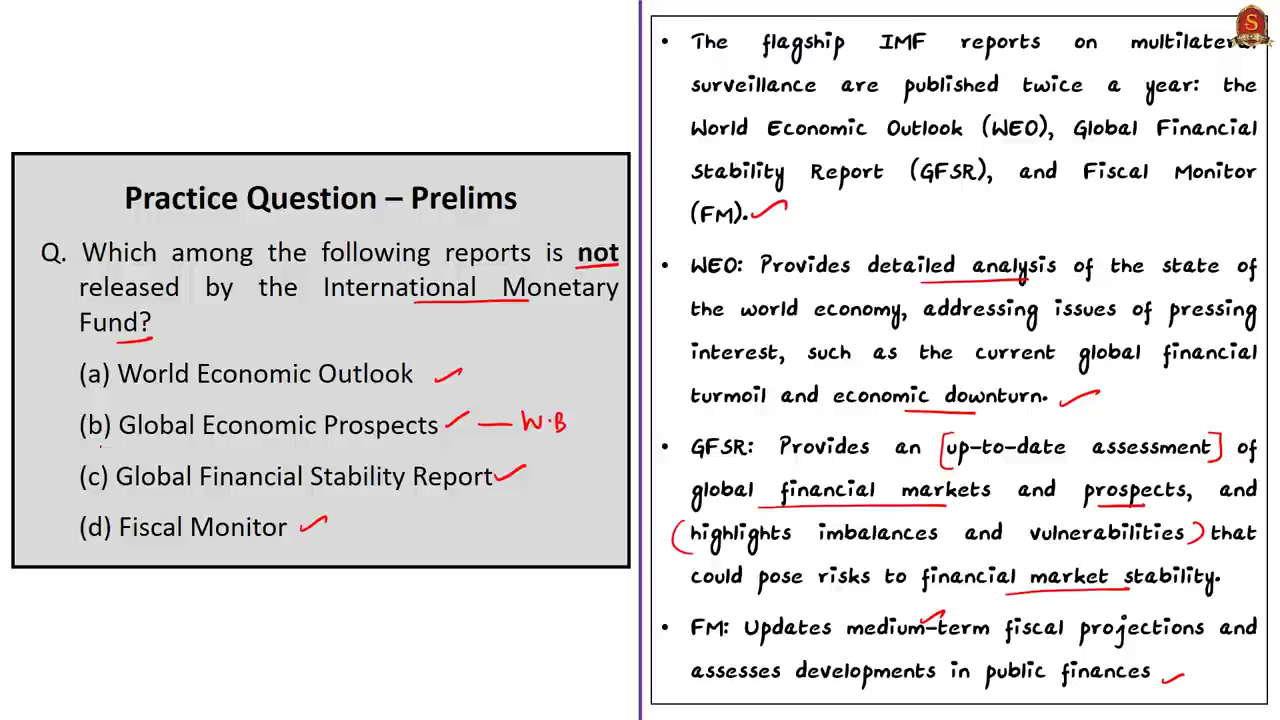 Practice Question – Prelims
Q. Which among the following reports is not
released by the International Monetary
Fund?
(a) World Economic Outlook
(b) Global Economic Prospects — W.B
(c) Global Financial Stability Report
(d) Fiscal Monitor
• The flagship IMF reports on multilateral
surveillance are published twice a year: the
World Economic Outlook (WEO), Global Financial
Stability Report (GFSR), and Fiscal Monitor
(FM).
• WEO: Provides detailed analysis of the state of
the world economy, addressing issues of pressing
interest, such as the current global financial
turmoil and economic downturn.
• GFSR: Provides an [up-to-date assessment] of
global financial markets and prospects, and
(highlights imbalances and vulnerabilities) that
could pose risks to financial market stability.
• FM: Updates medium-term fiscal projections and
assesses developments in public finances
S